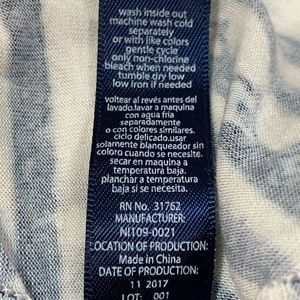 wash inside out
machine wash cold
separately
or with like colors
gentle cycle
only non-chlorine
bleach when needed
tumble dry low
low iron if needed
voltear al revés antes del
lavado.lavar a maquina
con agua fria
separadamente
o con colores similares.
ciclo delicado.usar
solamente blanqueador sin
cloro cuando se necesite.
secar en maquina a
temperatura baja.
planchar a temperatura
baja si se necesita.
RN No. 31762
MANUFACTURER:
NI109-0021
LOCATION OF PRODUCTION:
Made in China
DATE OF PRODUCTION:
11 2017
LOT: 001